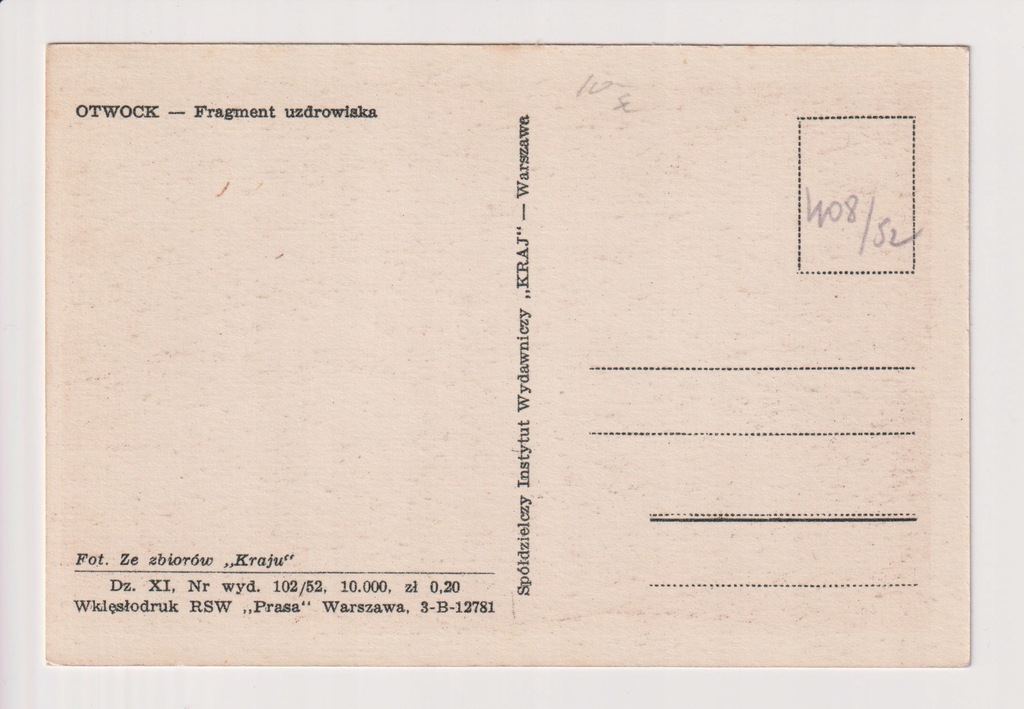 OTWOCK — Fragment uzdrowiska
Fot. Ze zbiorów „Kraju“
Dz. XI, Nr wyd. 102/52, 10.000, zł 0,20
Wklęsłodruk RSW „Prasa“ Warszawa, 3-B-12781
Spółdzielczy Instytut Wydawniczy „KRAJ“ — Warszawa
408/52